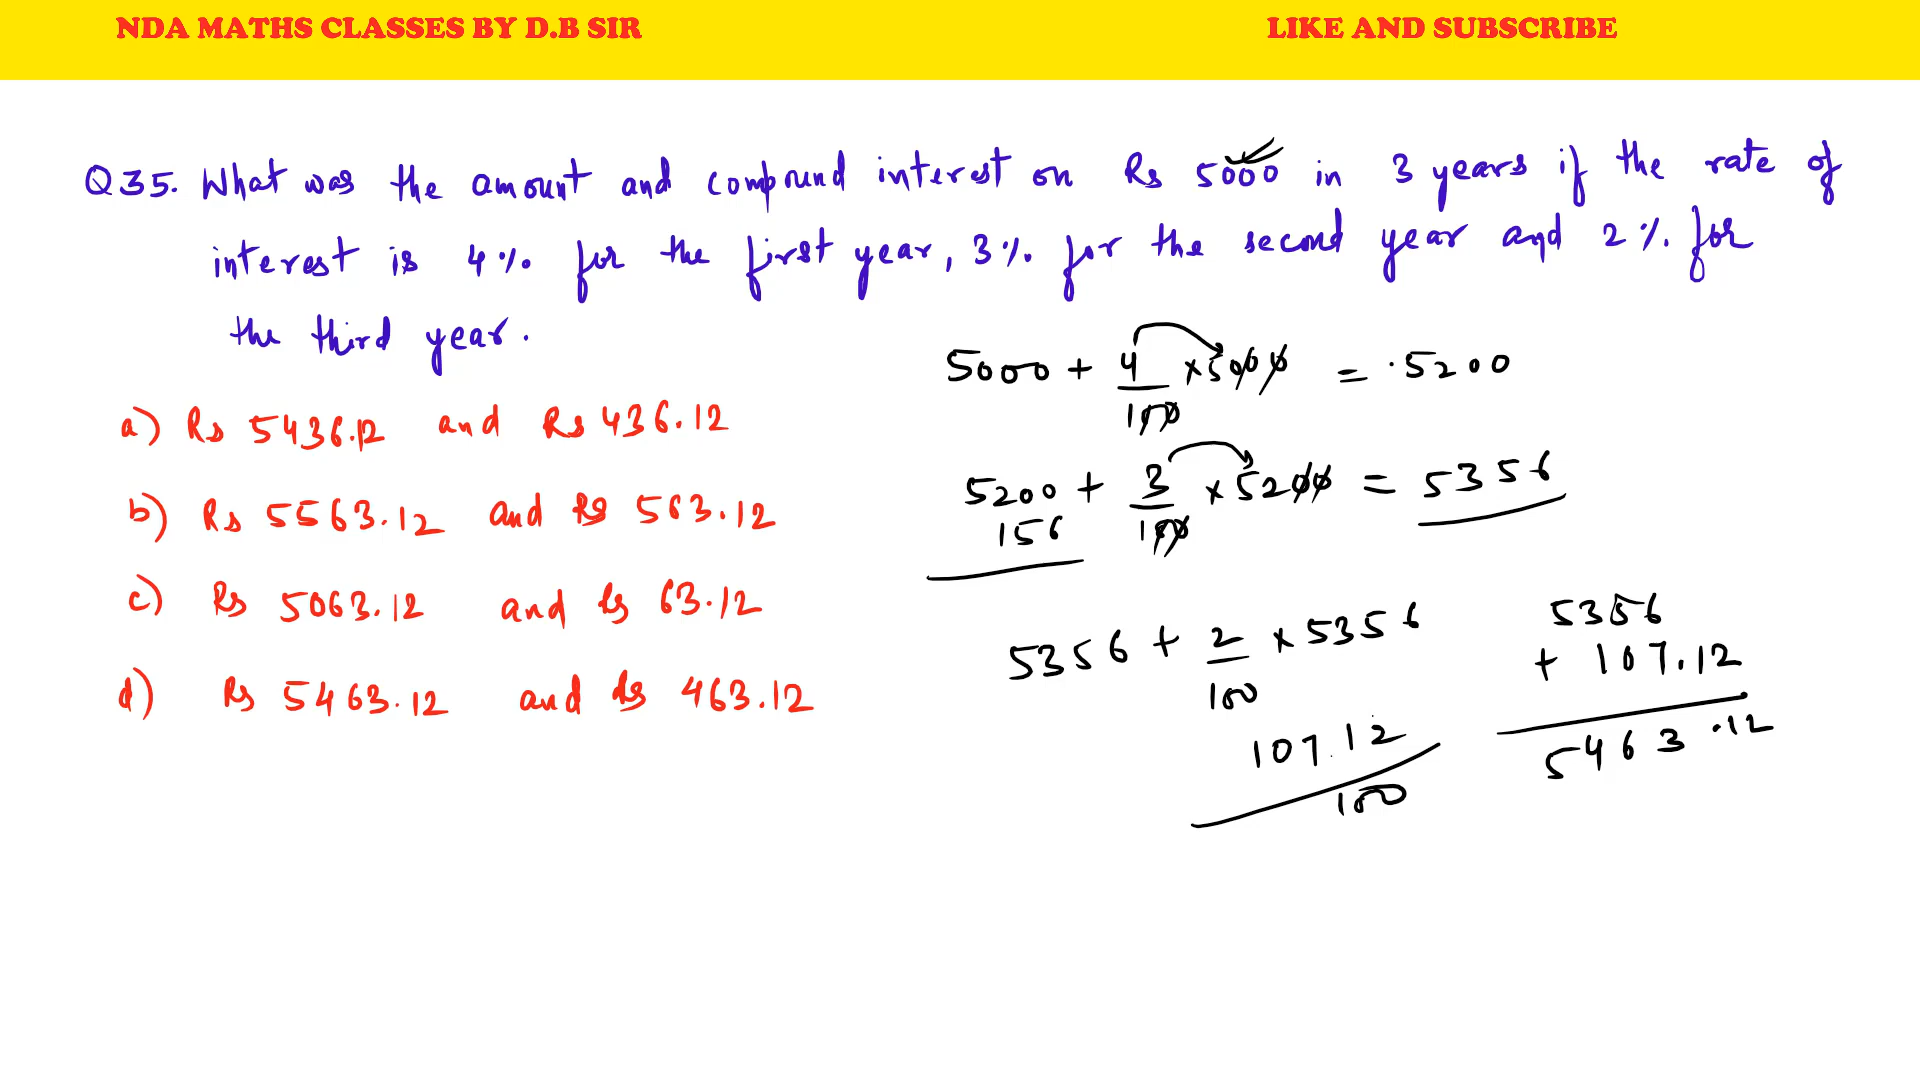 NDA MATHS CLASSES BY D.B SIR
LIKE AND SUBSCRIBE
Q35. What was the amount and compound interest on Rs 5000 in 3 years if the rate of
interest is 4%. for the first year, 3%. for the second year and 2%. for
the third year.
a) Rs 5436.12 and Rs 436.12
b) Rs 5563.12 and Rs 563.12
c) Rs 5063.12 and Rs 63.12
d) Rs 5463.12 and Rs 463.12
5000 + 4/100 × 5000 = 5200
5200 + 3/100 × 5200 = 5356
156
5356 + 2/100 × 5356
107.12
100
5356
+ 107.12
5463.12